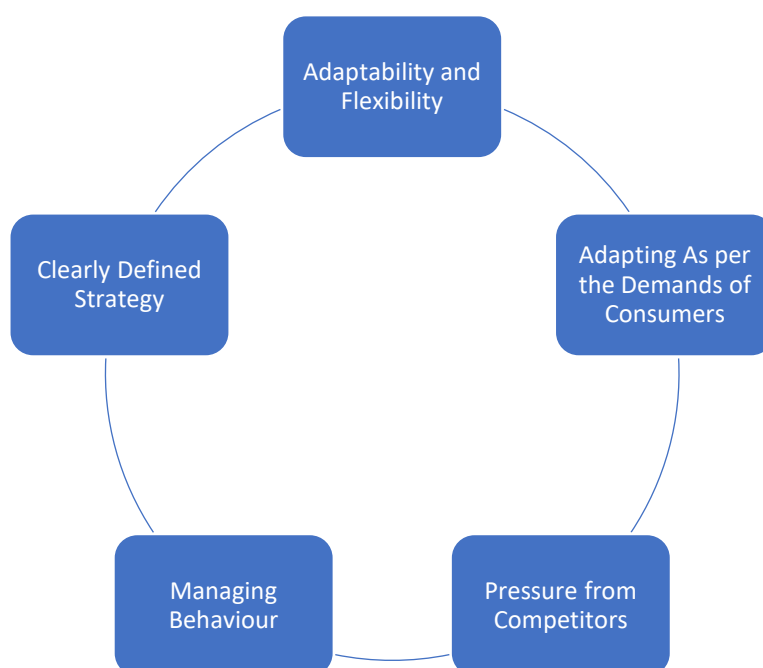 Adaptability and
Flexibility
Adapting As per
the Demands of
Consumers
Pressure from
Competitors
Managing
Behaviour
Clearly Defined
Strategy